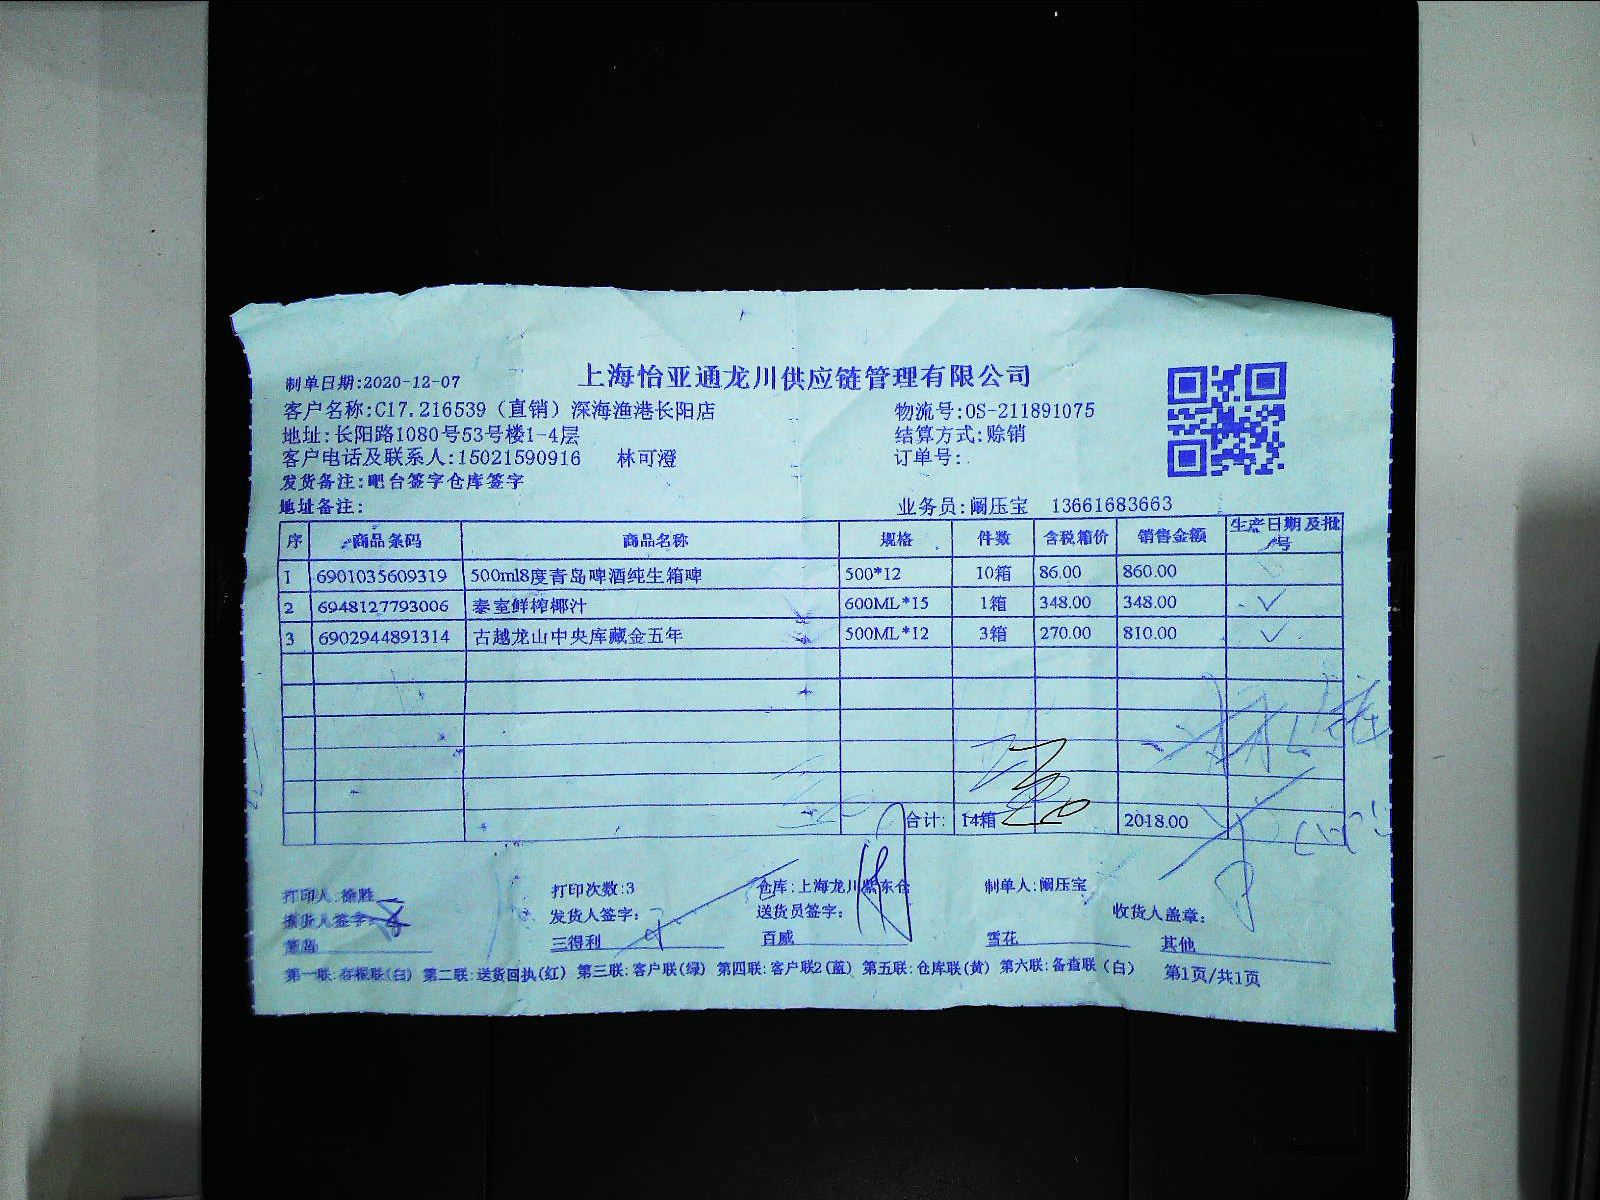 上海怡亚通龙川供应链管理有限公司
制单日期:2020-12-07
客户名称:C17.216539（直销）深海渔港长阳店 物流号:OS-211891075
地址:长阳路1080号53号楼1-4层 结算方式:赊销
客户电话及联系人:15021590916 林可澄 订单号:.
发货备注:吧台签字仓库签字
地址备注: 业务员:阚压宝 13661683663
序 商品条码 商品名称 规格 件数 含税箱价 销售金额 生产日期及批号
1 6901035609319 500ml8度青岛啤酒纯生箱啤 500*12 10箱 86.00 860.00
2 6948127793006 泰室鲜榨椰汁 600ML*15 1箱 348.00 348.00
3 6902944891314 古越龙山中央库藏金五年 500ML*12 3箱 270.00 810.00
合计: 14箱 2018.00
打印人:徐胜 打印次数:3 仓库:上海龙川紫东仓 制单人:阚压宝
发货人签字: 送货员签字: 收货人盖章:
三得利 百威 雪花 其他
第一联:存根联(白) 第二联:送货回执(红) 第三联:客户联(绿) 第四联:客户联2(蓝) 第五联:仓库联(黄) 第六联:备查联（白） 第1页/共1页